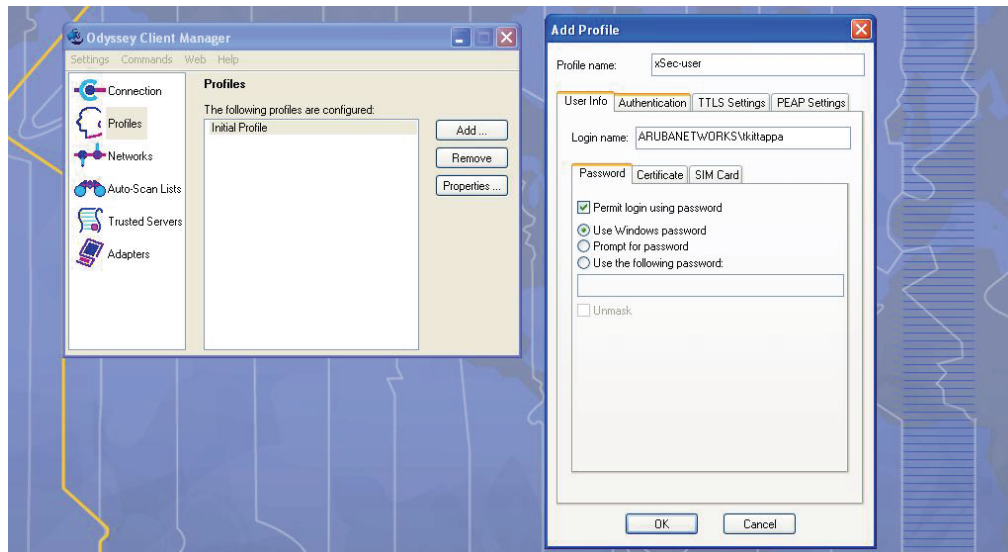 Odyssey Client Manager
Settings Commands Web Help
Connection
Profiles
Networks
Auto-Scan Lists
Trusted Servers
Adapters
Profiles
The following profiles are configured:
Initial Profile
Add ...
Remove
Properties ...
Add Profile
Profile name: xSec-user
User Info Authentication TTLS Settings PEAP Settings
Login name: ARUBANETWORKS\tkittappa
Password Certificate SIM Card
Permit login using password
Use Windows password
Prompt for password
Use the following password:
Unmask
OK Cancel